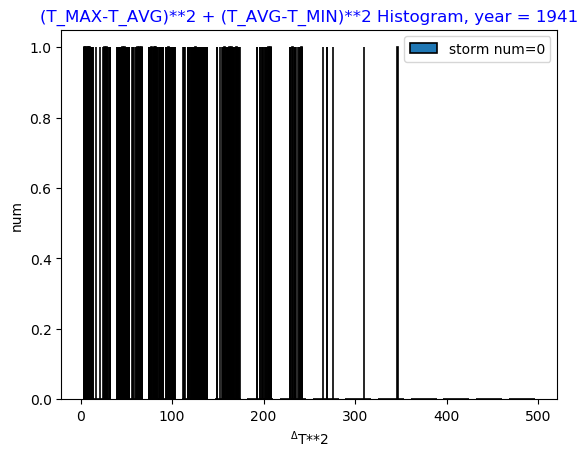 (T_MAX-T_AVG)**2 + (T_AVG-T_MIN)**2 Histogram, year = 1941
storm num=0
1.0
0.8
0.6
0.4
0.2
0.0
num
0 100 200 300 400 500
ΔT**2